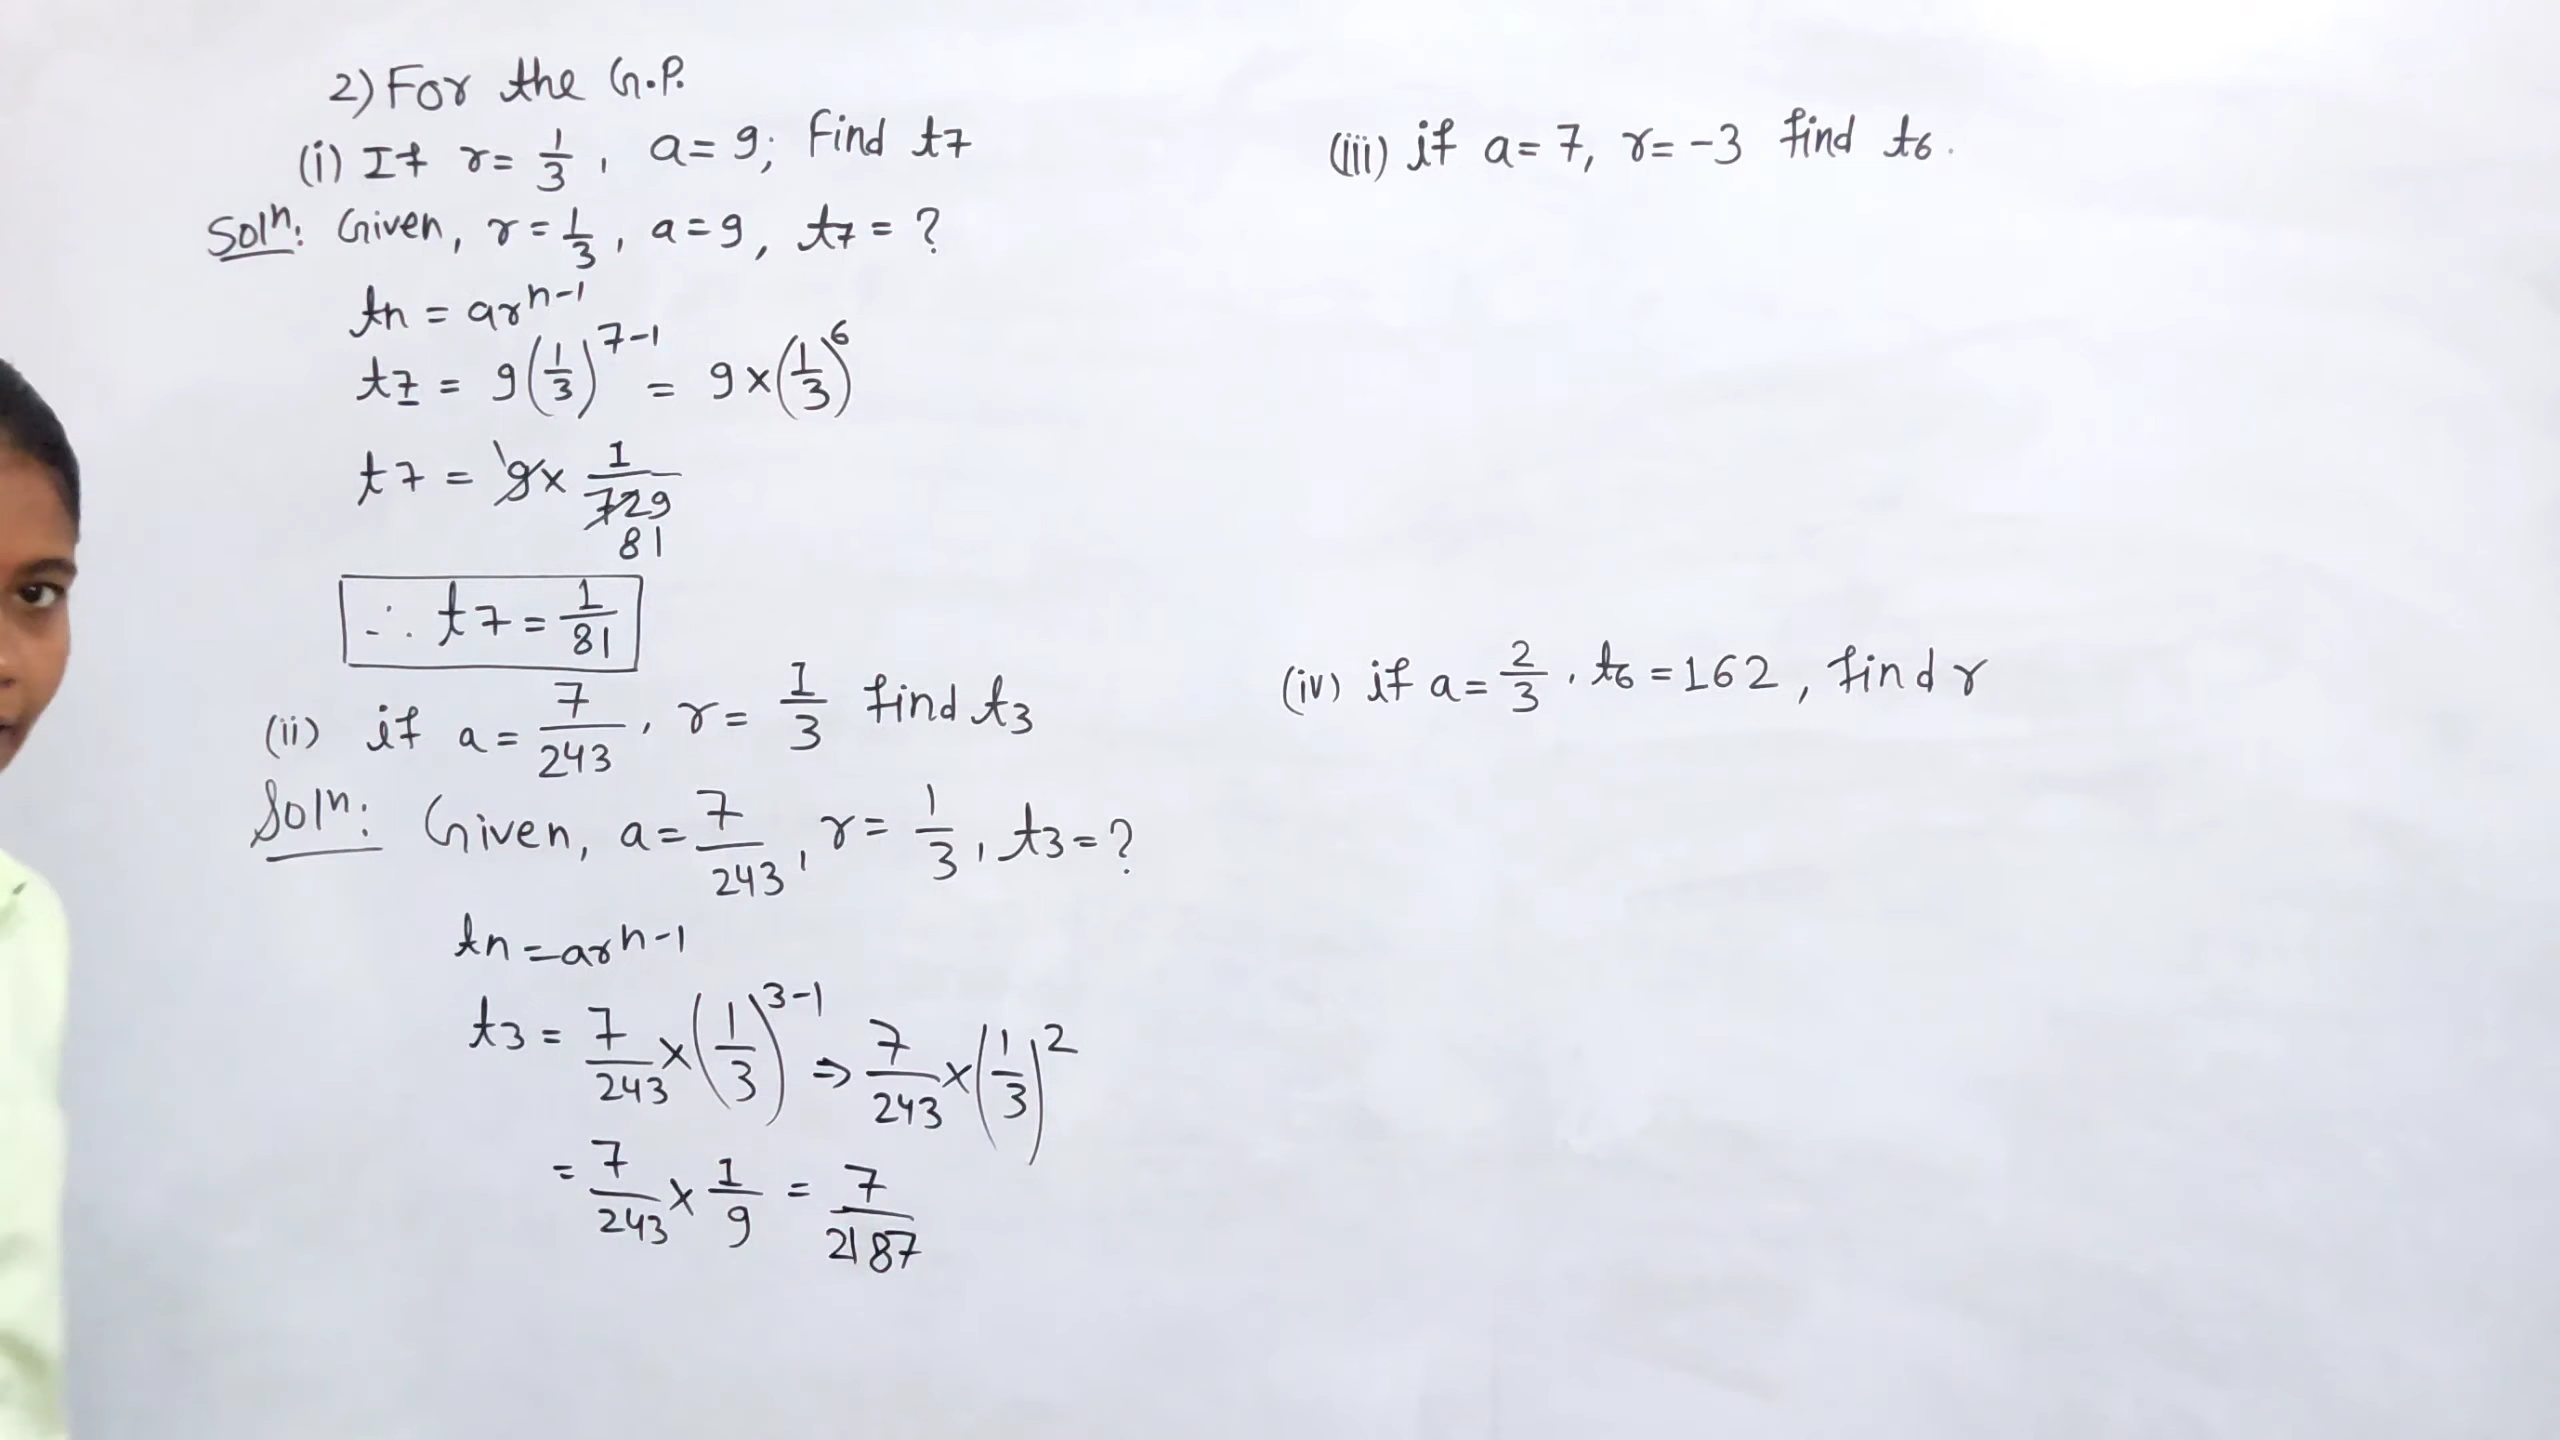 2) For the G.P.
(i) If r = 1/3, a = 9; Find t7
Solⁿ: Given, r = 1/3, a = 9, t7 = ?
tn = arⁿ⁻¹
t7 = 9(1/3)⁷⁻¹ = 9 × (1/3)⁶
t7 = 9 × 1/729
1
81
∴ t7 = 1/81
(ii) if a = 7/243, r = 1/3 find t3
Solⁿ: Given, a = 7/243, r = 1/3, t3 = ?
tn = arⁿ⁻¹
t3 = 7/243 × (1/3)³⁻¹ ⇒ 7/243 × (1/3)²
= 7/243 × 1/9 = 7/2187
(iii) if a = 7, r = -3 find t6.
(iv) if a = 2/3, t6 = 162, find r